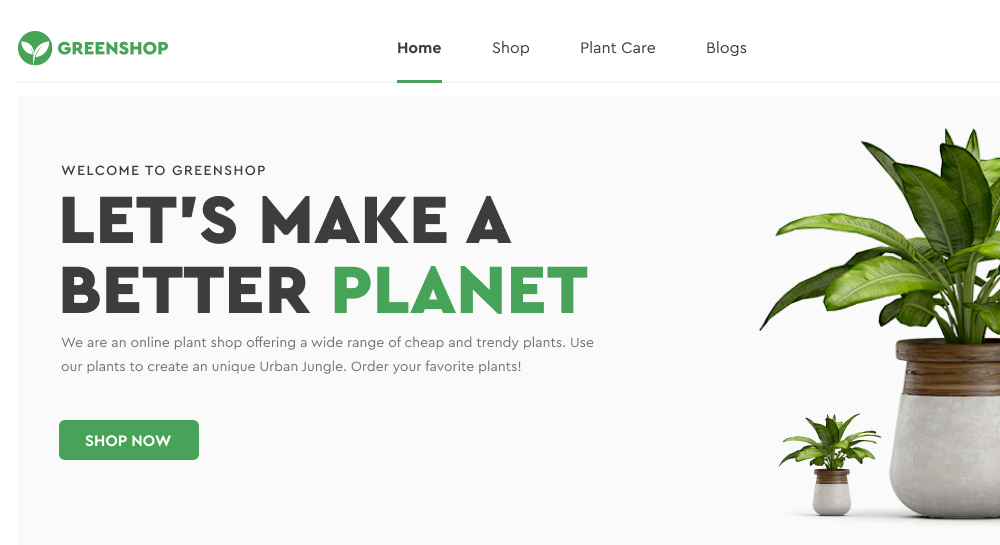 GREENSHOP
Home Shop Plant Care Blogs
WELCOME TO GREENSHOP
LET'S MAKE A
BETTER PLANET
We are an online plant shop offering a wide range of cheap and trendy plants. Use
our plants to create an unique Urban Jungle. Order your favorite plants!
SHOP NOW